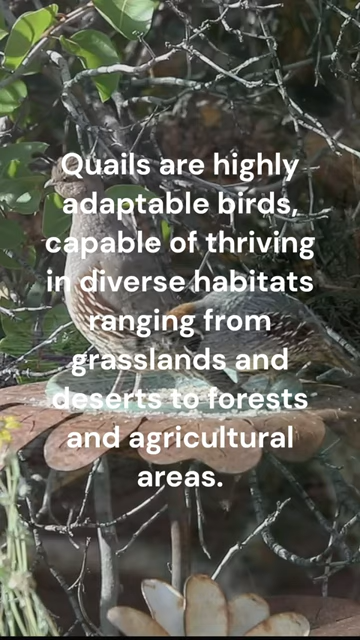 Quails are highly
adaptable birds,
capable of thriving
in diverse habitats
ranging from
grasslands and
deserts to forests
and agricultural
areas.